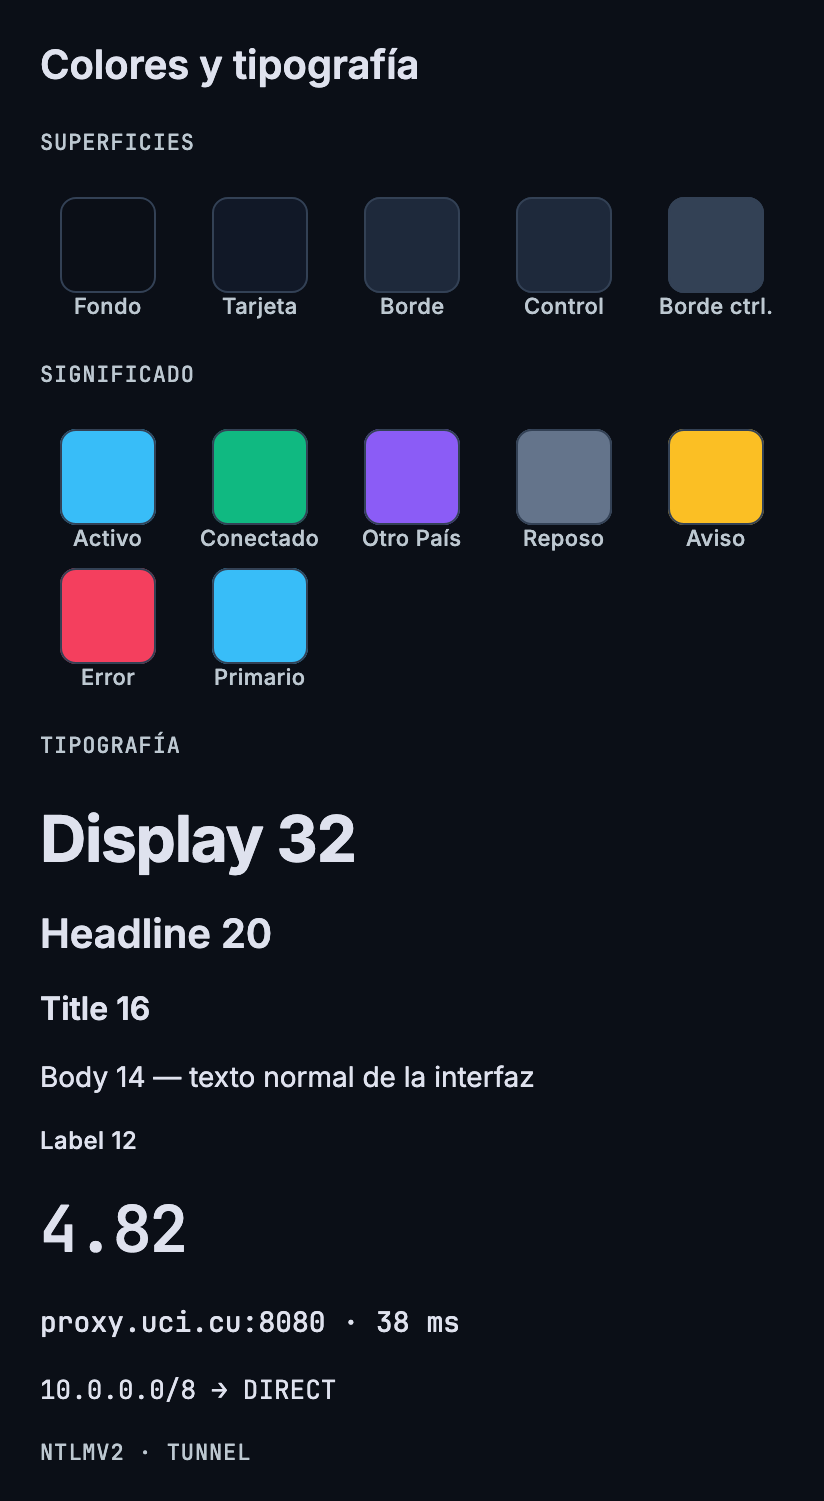 Colores y tipografía
SUPERFICIES
Fondo Tarjeta Borde Control Borde ctrl.
SIGNIFICADO
Activo Conectado Otro País Reposo Aviso
Error Primario
TIPOGRAFÍA
Display 32
Headline 20
Title 16
Body 14 — texto normal de la interfaz
Label 12
4.82
proxy.uci.cu:8080 · 38 ms
10.0.0.0/8 → DIRECT
NTLMV2 · TUNNEL